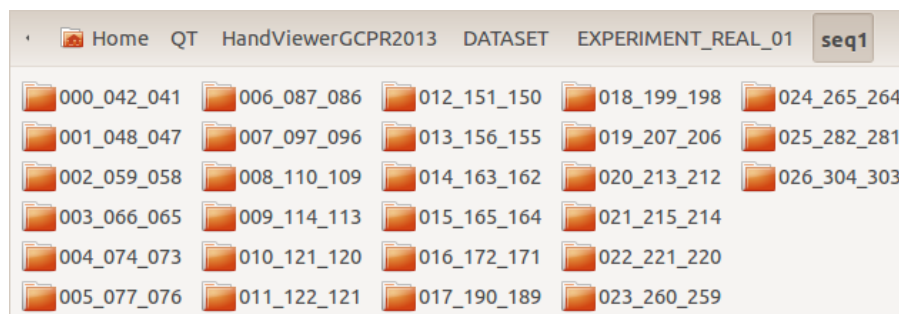 Home QT HandViewerGCPR2013 DATASET EXPERIMENT_REAL_01 seq1
000_042_041 006_087_086 012_151_150 018_199_198 024_265_264
001_048_047 007_097_096 013_156_155 019_207_206 025_282_281
002_059_058 008_110_109 014_163_162 020_213_212 026_304_303
003_066_065 009_114_113 015_165_164 021_215_214
004_074_073 010_121_120 016_172_171 022_221_220
005_077_076 011_122_121 017_190_189 023_260_259